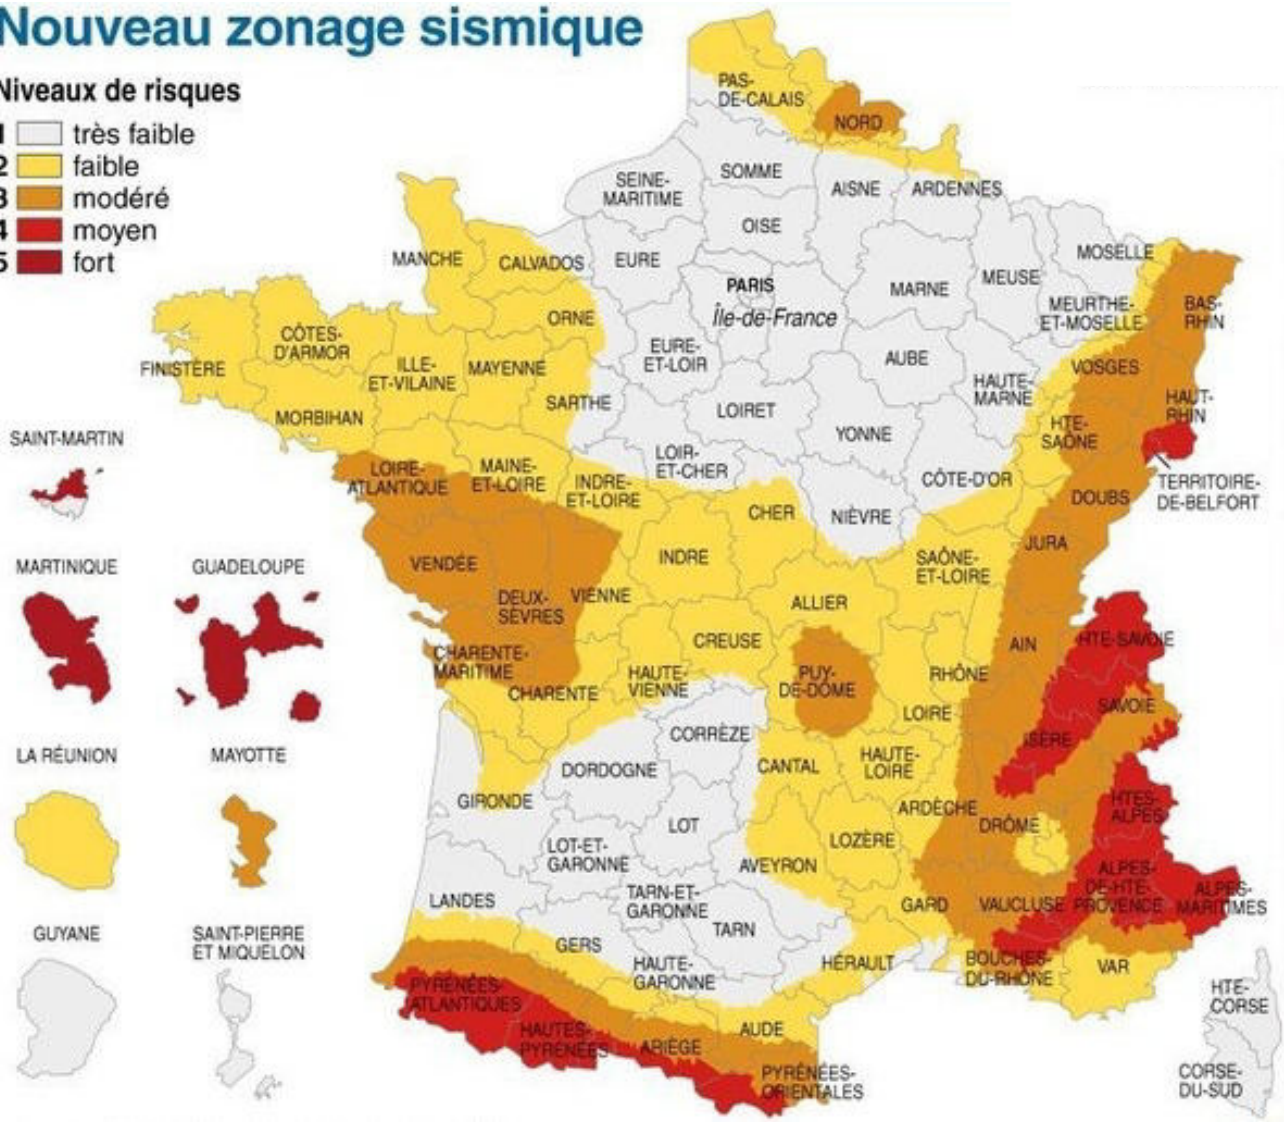 Nouveau zonage sismique
Niveaux de risques
1 très faible
2 faible
3 modéré
4 moyen
5 fort
PAS-
DE-CALAIS
NORD
SOMME
SEINE-
MARITIME
AISNE
ARDENNES
OISE
MANCHE
CALVADOS
EURE
MOSELLE
PARIS
MARNE
MEUSE
Île-de-France
MEURTHE-
ET-MOSELLE
BAS-
RHIN
ORNE
CÔTES-
D'ARMOR
FINISTÈRE
ILLE-
ET-VILAINE
MAYENNE
EURE-
ET-LOIR
AUBE
VOSGES
HAUTE-
MARNE
SARTHE
MORBIHAN
LOIRET
YONNE
HAUT-
RHIN
HTE-
SAÔNE
SAINT-MARTIN
LOIRE-
ATLANTIQUE
MAINE-
ET-LOIRE
INDRE-
ET-LOIRE
LOIR-
ET-CHER
CÔTE-D'OR
TERRITOIRE-
DE-BELFORT
DOUBS
CHER
NIÈVRE
MARTINIQUE
GUADELOUPE
VENDÉE
INDRE
SAÔNE-
ET-LOIRE
JURA
DEUX-
SÈVRES
VIENNE
ALLIER
CREUSE
AIN
HTE-SAVOIE
CHARENTE-
MARITIME
CHARENTE
HAUTE-
VIENNE
PUY-
DE-DÔME
RHÔNE
LOIRE
SAVOIE
LA RÉUNION
MAYOTTE
CORRÈZE
ISÈRE
DORDOGNE
CANTAL
HAUTE-
LOIRE
GIRONDE
ARDÈCHE
DRÔME
HTES-
ALPES
LOT
LOT-ET-
GARONNE
AVEYRON
LOZÈRE
LANDES
TARN-ET-
GARONNE
TARN
GARD
VAUCLUSE
ALPES-
DE-HTE-
PROVENCE
ALPES-
MARITIMES
GUYANE
SAINT-PIERRE
ET MIQUELON
GERS
HAUTE-
GARONNE
HÉRAULT
BOUCHES-
DU-RHÔNE
VAR
PYRÉNÉES-
ATLANTIQUES
HAUTES-
PYRÉNÉES
ARIÈGE
AUDE
PYRÉNÉES-
ORIENTALES
HTE-
CORSE
CORSE-
DU-SUD